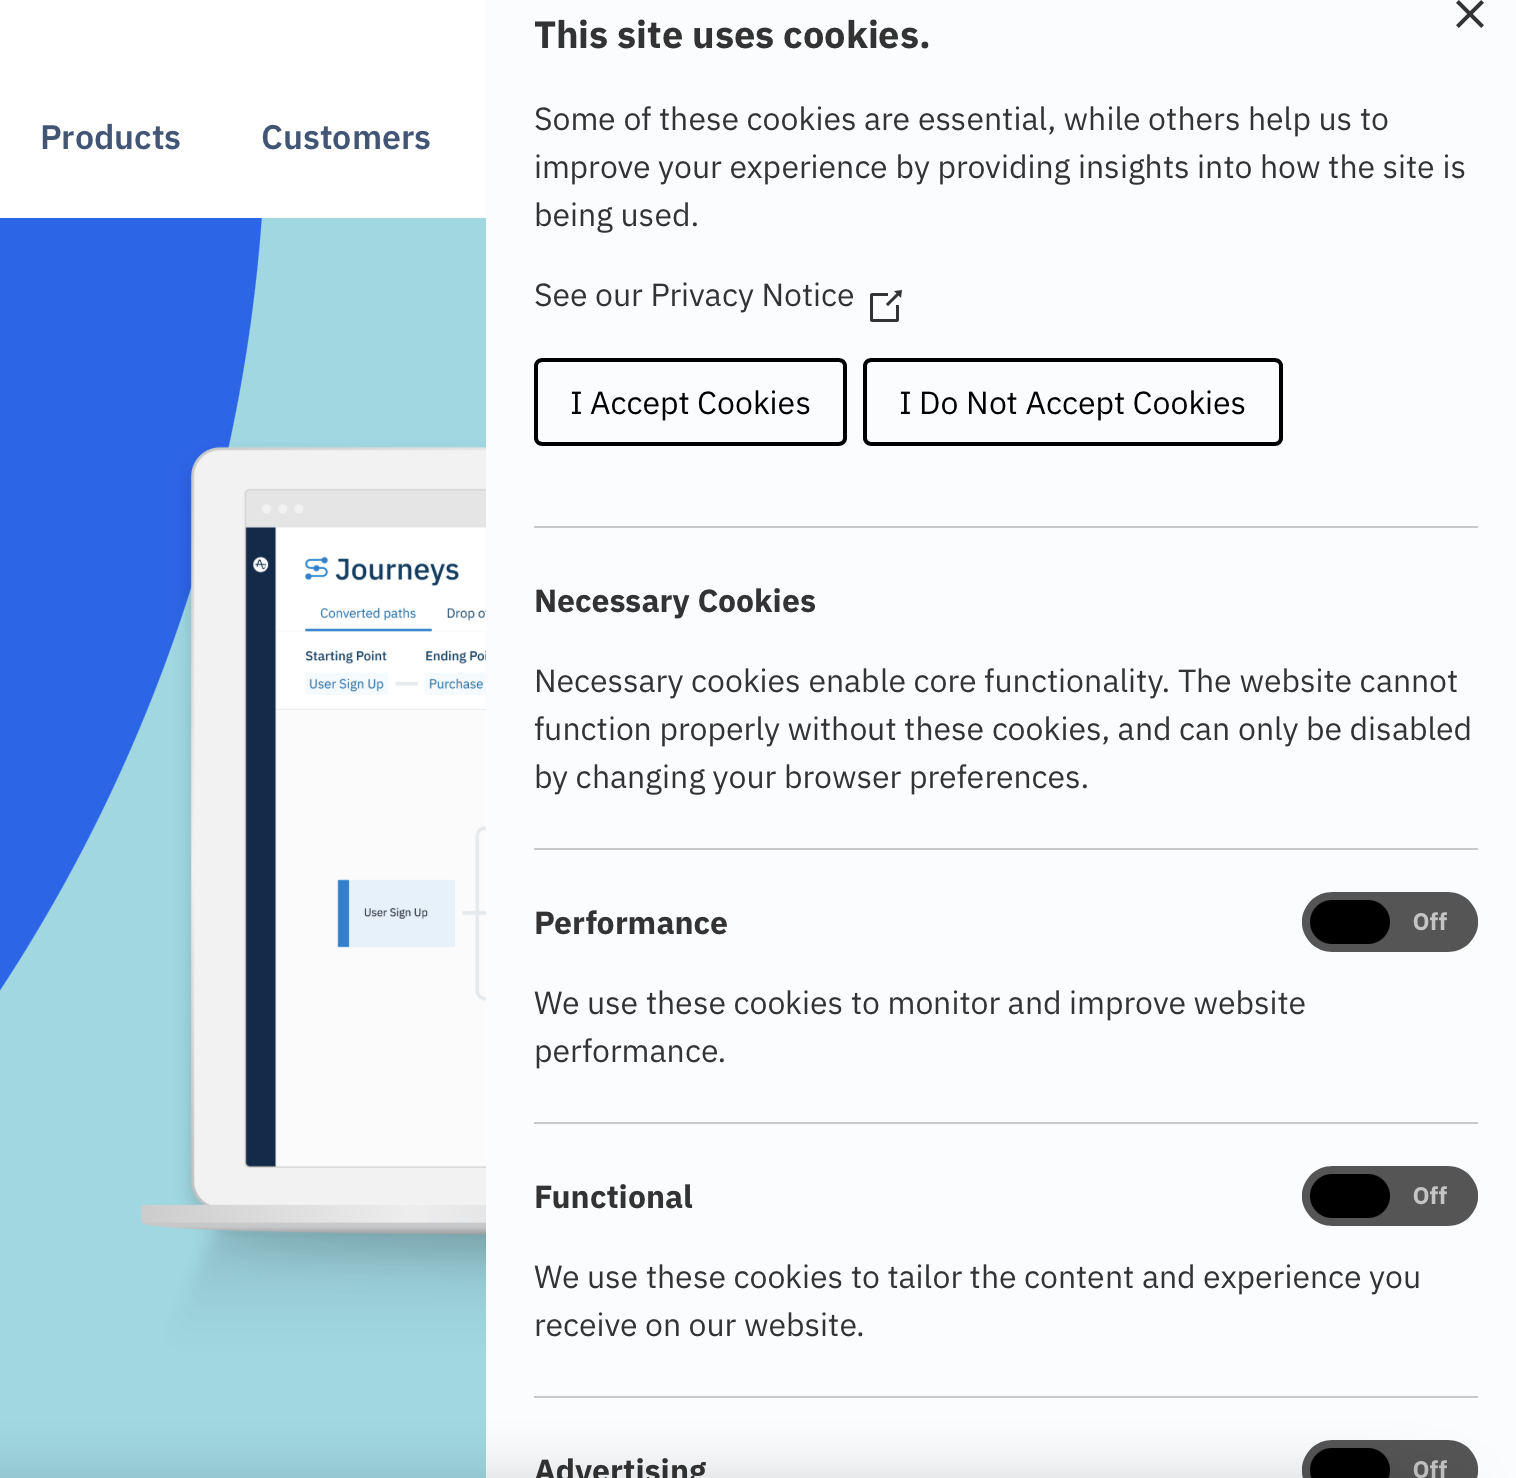 Products
Customers
Journeys
Converted paths
Drop o
Starting Point
Ending Poi
User Sign Up
Purchase
User Sign Up
This site uses cookies.
Some of these cookies are essential, while others help us to
improve your experience by providing insights into how the site is
being used.
See our Privacy Notice
I Accept Cookies
I Do Not Accept Cookies
Necessary Cookies
Necessary cookies enable core functionality. The website cannot
function properly without these cookies, and can only be disabled
by changing your browser preferences.
Performance
Off
We use these cookies to monitor and improve website
performance.
Functional
Off
We use these cookies to tailor the content and experience you
receive on our website.
Advertising
Off